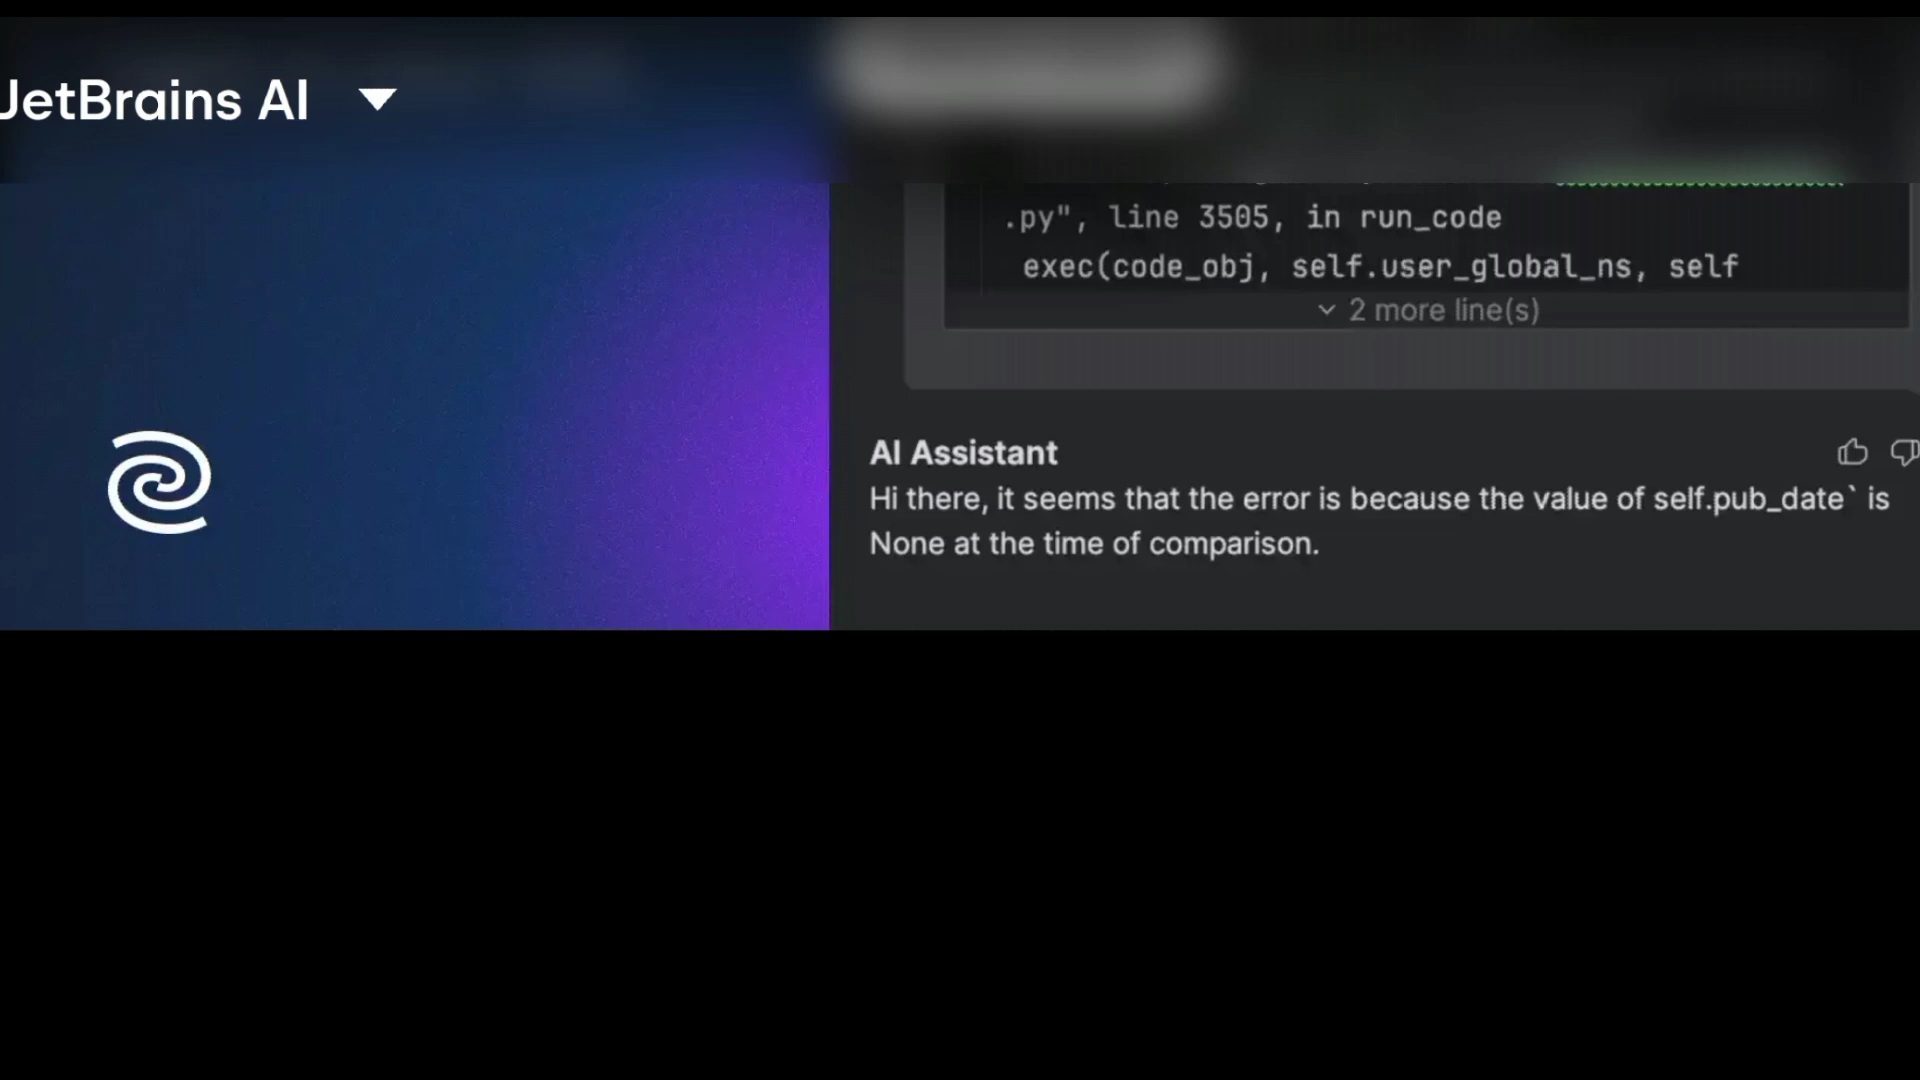 JetBrains AI
.py", line 3505, in run_code
exec(code_obj, self.user_global_ns, self
2 more line(s)
AI Assistant
Hi there, it seems that the error is because the value of self.pub_date` is
None at the time of comparison.